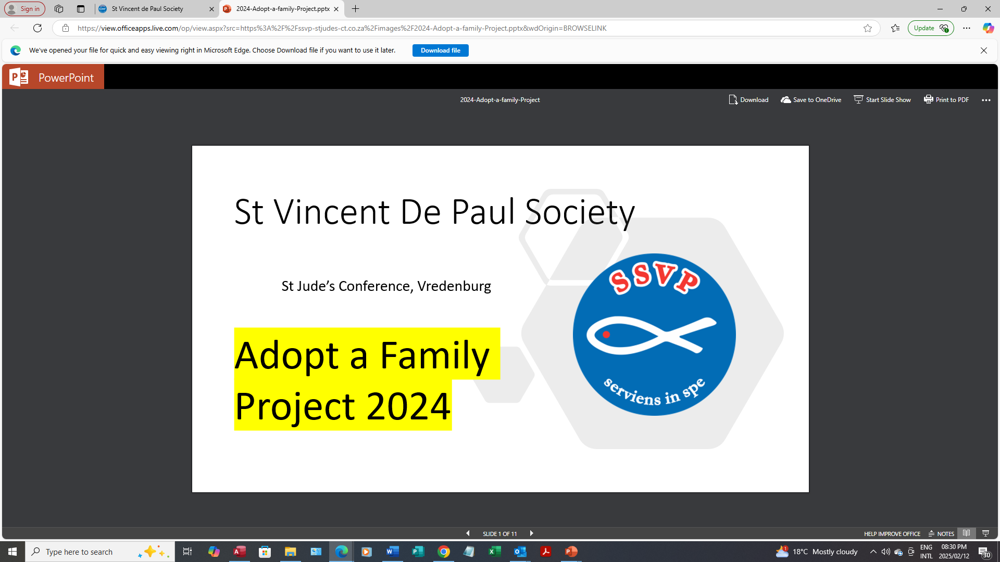 Sign in
St Vincent de Paul Society
2024-Adopt-a-family-Project.pptx
https://view.officeapps.live.com/op/view.aspx?src=https%3A%2F%2Fssvp-stjudes-ct.co.za%2Fimages%2F2024-Adopt-a-family-Project.pptx&wdOrigin=BROWSELINK
Update
We've opened your file for quick and easy viewing right in Microsoft Edge. Choose Download file if you want to use it later.
Download file
PowerPoint
2024-Adopt-a-family-Project
Download
Save to OneDrive
Start Slide Show
Print to PDF
St Vincent De Paul Society
St Jude’s Conference, Vredenburg
SSVP
serviens in spe
Adopt a Family
Project 2024
SLIDE 1 OF 11
HELP IMPROVE OFFICE
NOTES
Type here to search
18°C Mostly cloudy
ENG
INTL
08:30 PM
2025/02/12
30